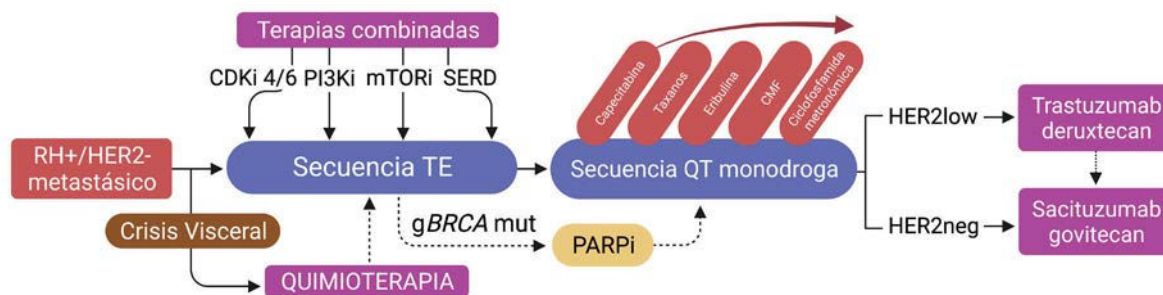 Terapias combinadas
CDKi 4/6 PI3Ki mTORi SERD
RH+/HER2-
metastásico
Secuencia TE
Crisis Visceral
QUIMIOTERAPIA
gBRCA mut
PARPi
Capecitabina
Taxanos
Eribulina
CMF
Ciclofosfamida
metronómica
Secuencia QT monodroga
HER2low
Trastuzumab
deruxtecan
HER2neg
Sacituzumab
govitecan